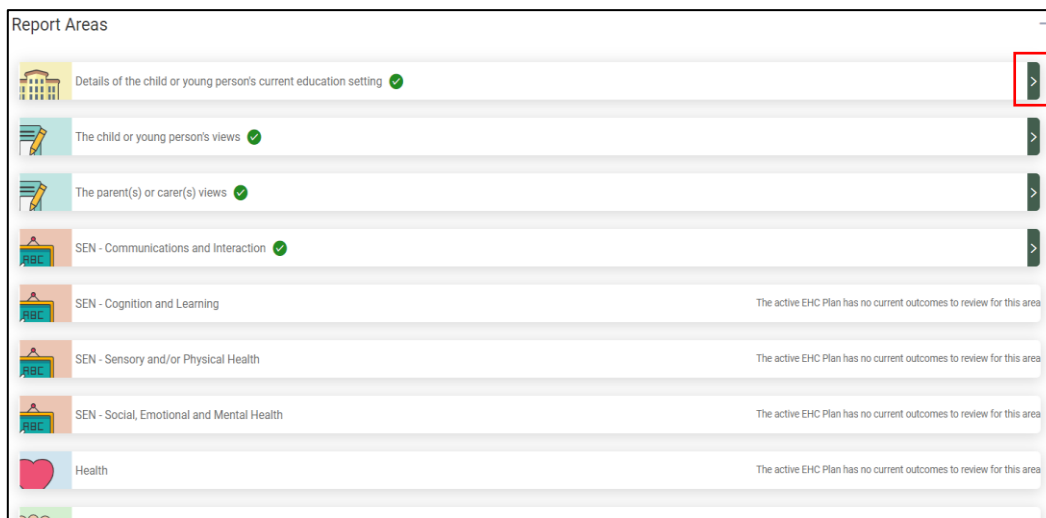 Report Areas
Details of the child or young person's current education setting
The child or young person's views
The parent(s) or carer(s) views
SEN - Communications and Interaction
ABC
SEN - Cognition and Learning The active EHC Plan has no current outcomes to review for this area
ABC
SEN - Sensory and/or Physical Health The active EHC Plan has no current outcomes to review for this area
ABC
SEN - Social, Emotional and Mental Health The active EHC Plan has no current outcomes to review for this area
ABC
Health The active EHC Plan has no current outcomes to review for this area